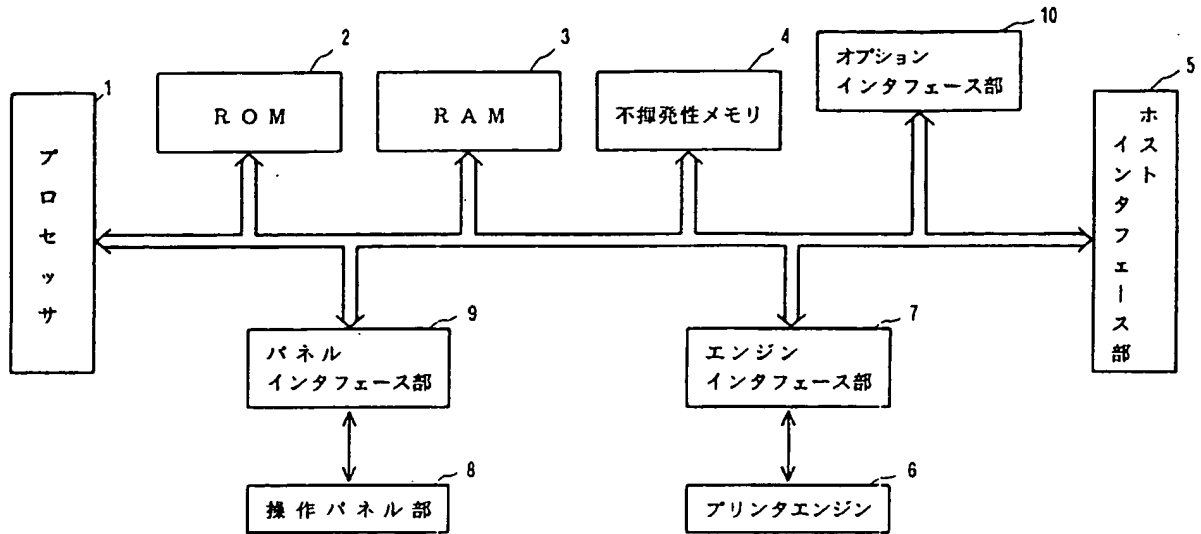 1
プロセッサ
2
ROM
3
RAM
4
不揮発性メモリ
10
オプション
インタフェース部
5
ホスト
インタフェース部
9
パネル
インタフェース部
7
エンジン
インタフェース部
8
操作パネル部
6
プリンタエンジン